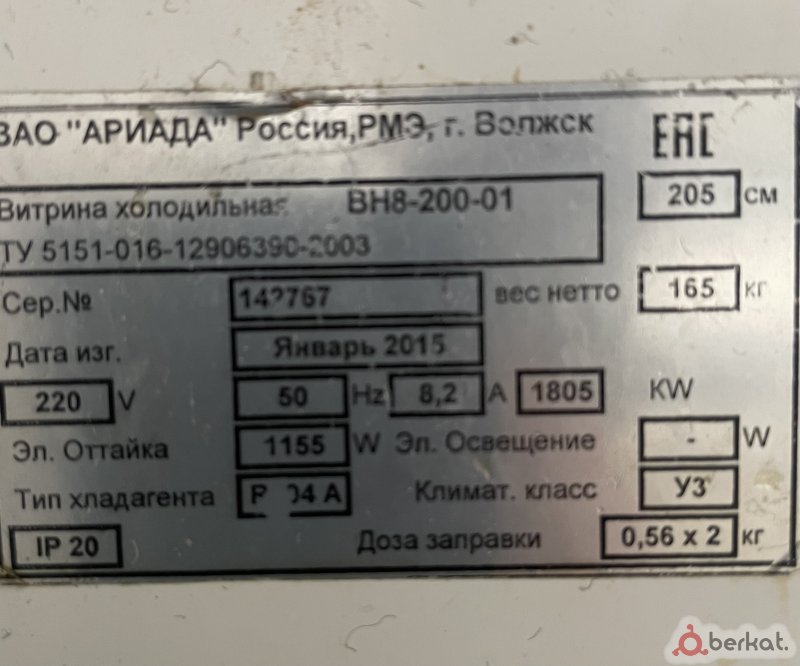 ЗАО "АРИАДА" Россия, РМЭ, г. Волжск
EAC
Витрина холодильная ВН8-200-01
205 см
ТУ 5151-016-12906390-2003
Сер.№ вес нетто 165 кг
Дата изг. Январь 2015
220 V 50 Hz 8,2 A 1805 KW
Эл. Оттайка 1155 W Эл. Освещение - W
Тип хладагента Климат. класс У3
IP 20 Доза заправки 0,56 x 2 кг
berkat.